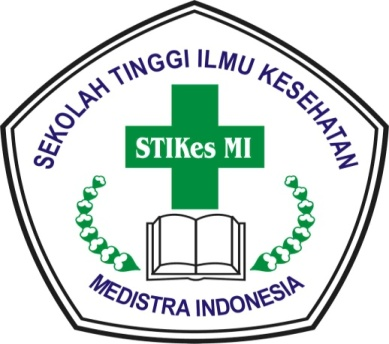 SEKOLAH TINGGI ILMU KESEHATAN
STIKes MI
MEDISTRA INDONESIA